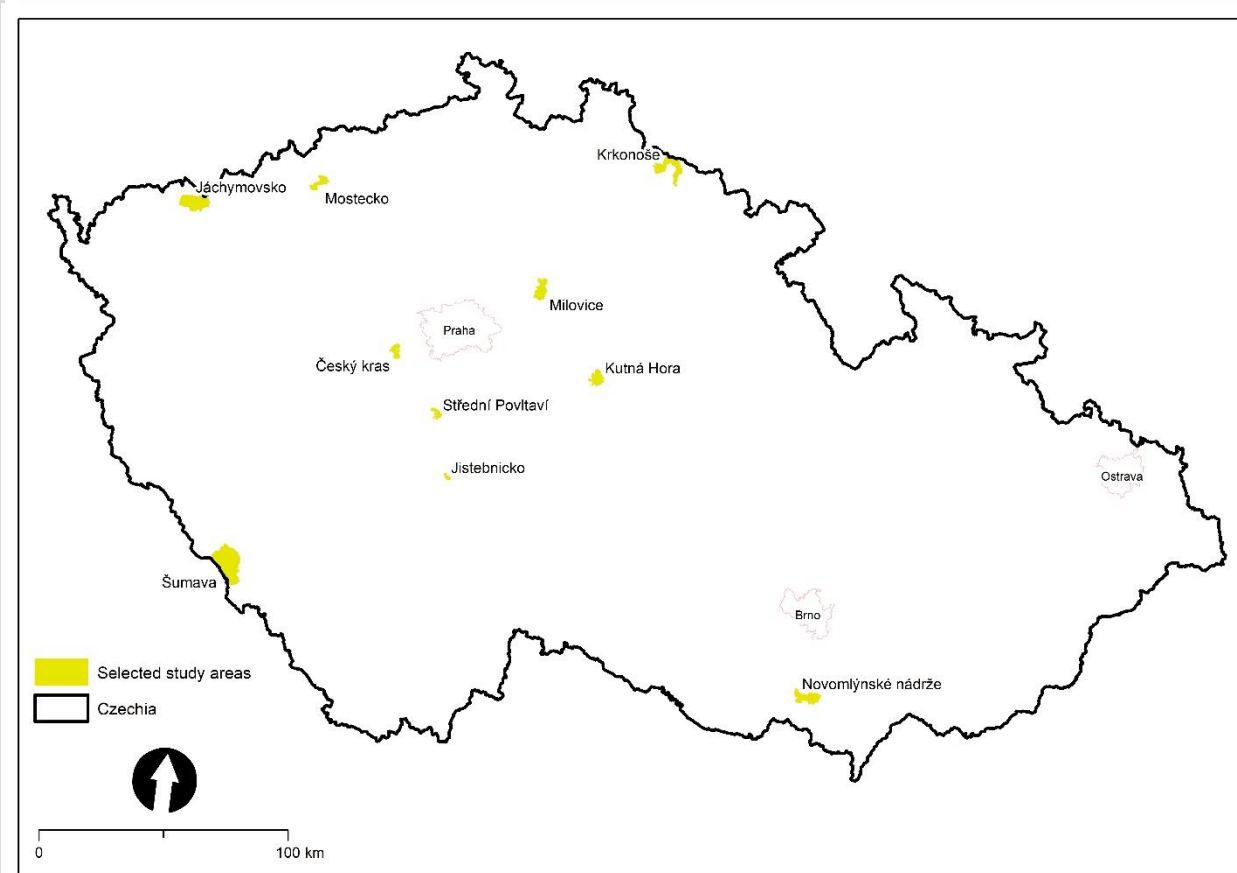 Krkonoše
Jáchymovsko
Mostecko
Milovice
Praha
Český kras
Kutná Hora
Střední Povltaví
Jistebnicko
Ostrava
Šumava
Brno
Selected study areas
Novomlýnské nádrže
Czechia
0
100 km